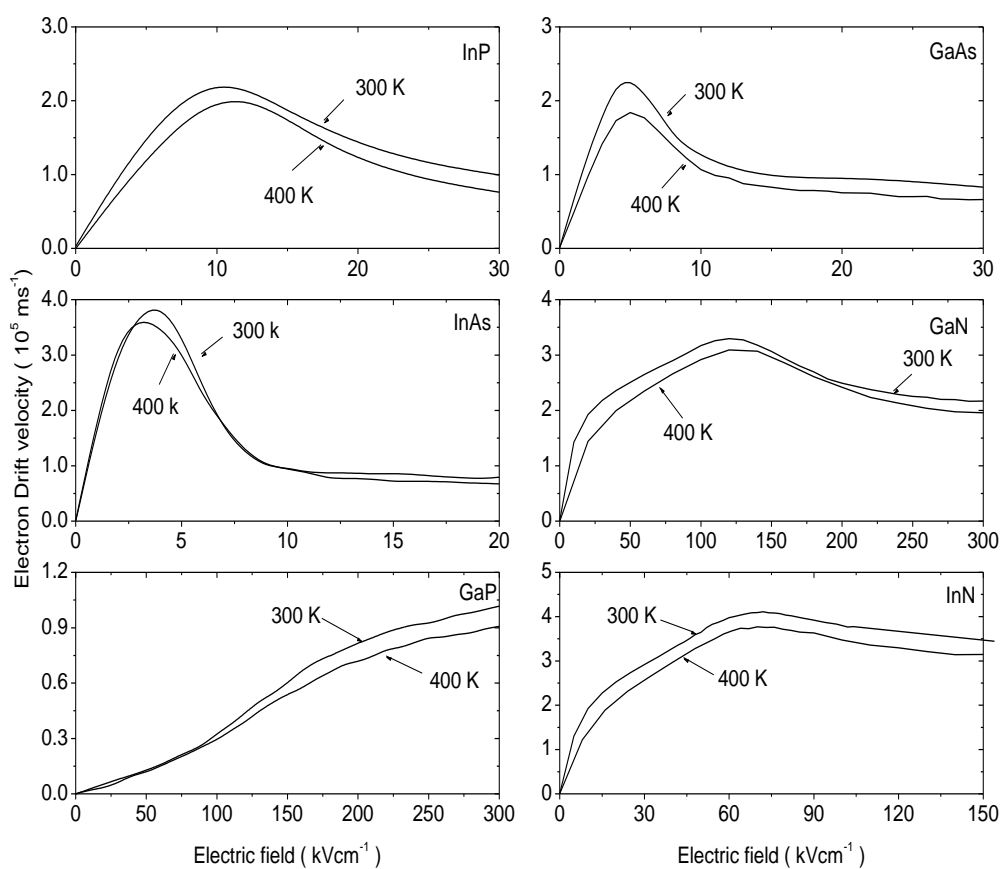 Electron Drift velocity ( 10⁵ ms⁻¹)
3.0
2.0
1.0
0.0
InP
300 K
400 K
0 10 20 30
3
2
1
0
GaAs
300 K
400 K
0 10 20 30
4.0
3.0
2.0
1.0
0.0
InAs
300 k
400 k
0 5 10 15 20
4
3
2
1
0
GaN
300 K
400 K
0 50 100 150 200 250 300
1.2
0.9
0.6
0.3
0.0
GaP
300 K
400 K
0 50 100 150 200 250 300
Electric field ( kVcm⁻¹ )
5
4
3
2
1
0
InN
300 K
400 K
0 30 60 90 120 150
Electric field ( kVcm⁻¹ )